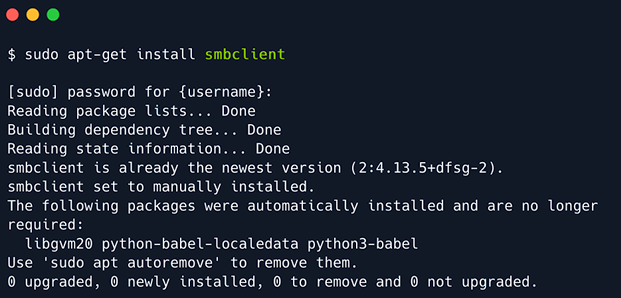 $ sudo apt-get install smbclient
[sudo] password for {username}:
Reading package lists... Done
Building dependency tree... Done
Reading state information... Done
smbclient is already the newest version (2:4.13.5+dfsg-2).
smbclient set to manually installed.
The following packages were automatically installed and are no longer
required:
  libgvm20 python-babel-localedata python3-babel
Use 'sudo apt autoremove' to remove them.
0 upgraded, 0 newly installed, 0 to remove and 0 not upgraded.